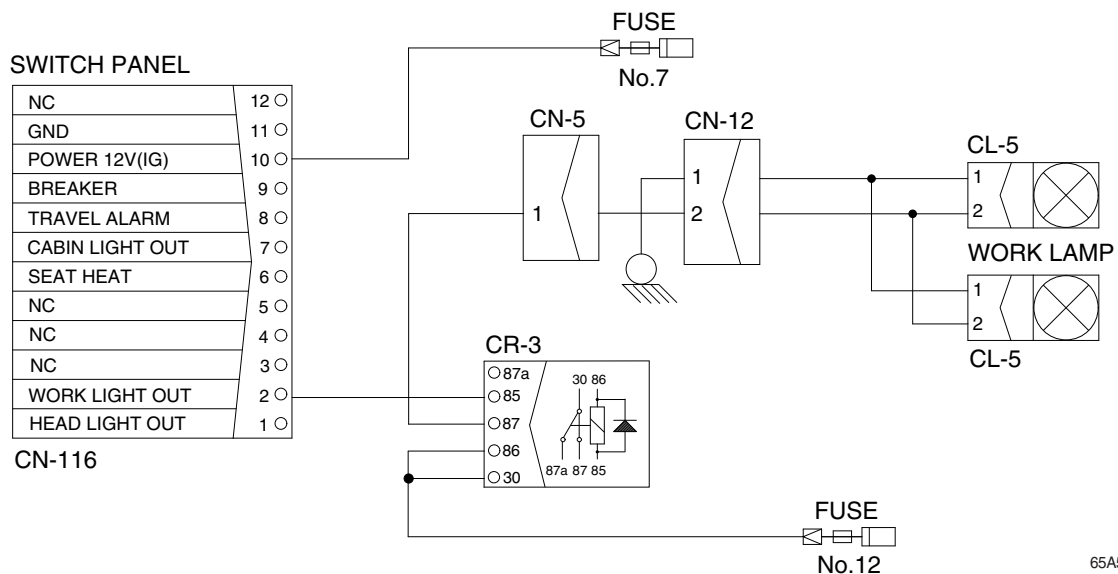 FUSE
No.7
SWITCH PANEL
NC 12
GND 11
POWER 12V(IG) 10
BREAKER 9
TRAVEL ALARM 8
CABIN LIGHT OUT 7
SEAT HEAT 6
NC 5
NC 4
NC 3
WORK LIGHT OUT 2
HEAD LIGHT OUT 1
CN-116
CN-5
1
CN-12
1
2
CL-5
1
2
WORK LAMP
1
2
CL-5
CR-3
87a
85
87
86
30
30 86
87a 87 85
FUSE
No.12